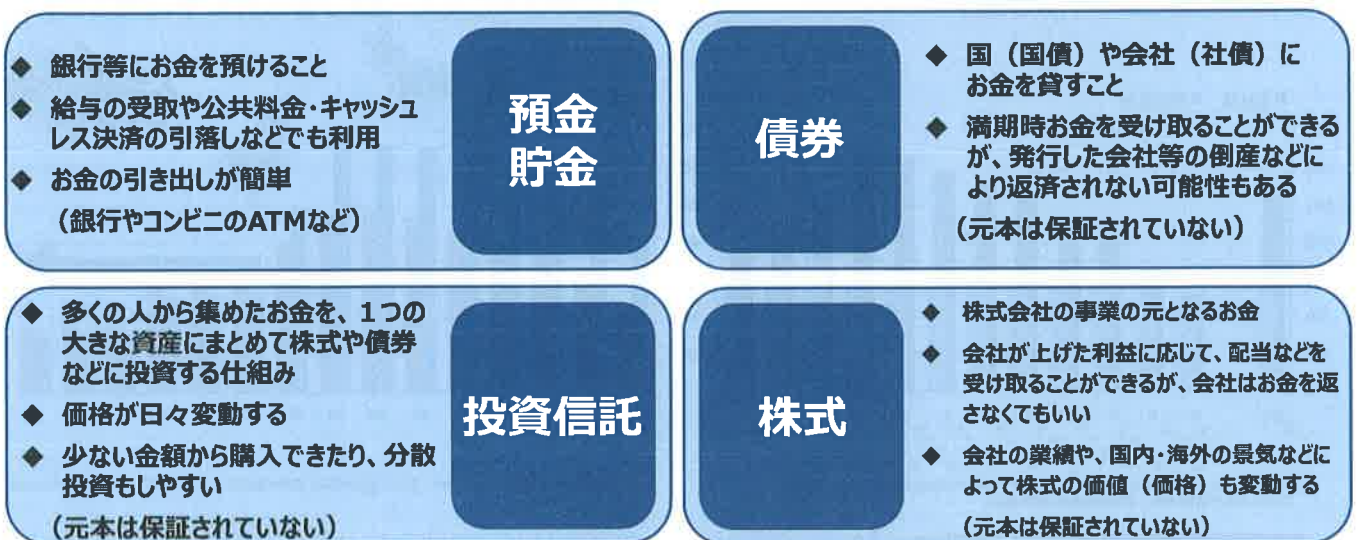 ◆ 銀行等にお金を預けること
◆ 給与の受取や公共料金・キャッシュ
レス決済の引落しなどでも利用
◆ お金の引き出しが簡単
（銀行やコンビニのATMなど）
預金
貯金
債券
◆ 国（国債）や会社（社債）に
お金を貸すこと
◆ 満期時お金を受け取ることができる
が、発行した会社等の倒産などに
より返済されない可能性もある
（元本は保証されていない）
◆ 多くの人から集めたお金を、１つの
大きな資産にまとめて株式や債券
などに投資する仕組み
◆ 価格が日々変動する
◆ 少ない金額から購入できたり、分散
投資もしやすい
（元本は保証されていない）
投資信託
株式
◆ 株式会社の事業の元となるお金
◆ 会社が上げた利益に応じて、配当などを
受け取ることができるが、会社はお金を返
さなくてもいい
◆ 会社の業績や、国内・海外の景気などに
よって株式の価値（価格）も変動する
（元本は保証されていない）